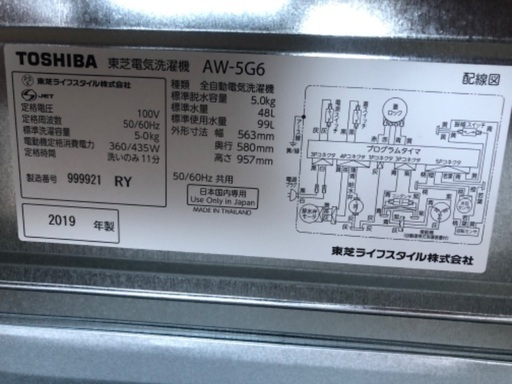 TOSHIBA 東芝電気洗濯機 AW-5G6
東芝ライフスタイル株式会社
JET
定格電圧 100V
定格周波数 50/60Hz
定格洗濯容量 5.0kg
電動機定格消費電力 360/435W
定格時間 洗いのみ11分
製造番号 999921 RY
2019 年製
種類 全自動電気洗濯機
標準脱水容量 5.0kg
標準水量 48L
標準使用水量 99L
外形寸法 幅 563mm
奥行 580mm
高さ 957mm
50/60Hz 共用
日本国内専用
Use Only in Japan
MADE IN THAILAND
配線図
蓋
ロック
プログラムタイマ
東芝ライフスタイル株式会社